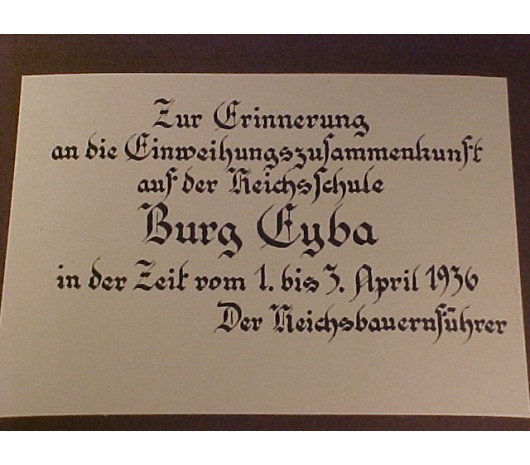 Zur Erinnerung
an die Einweihungszusammenkunft
auf der Reichsschule
Burg Eyba
in der Zeit vom 1. bis 3. April 1936
Der Reichsbauernführer